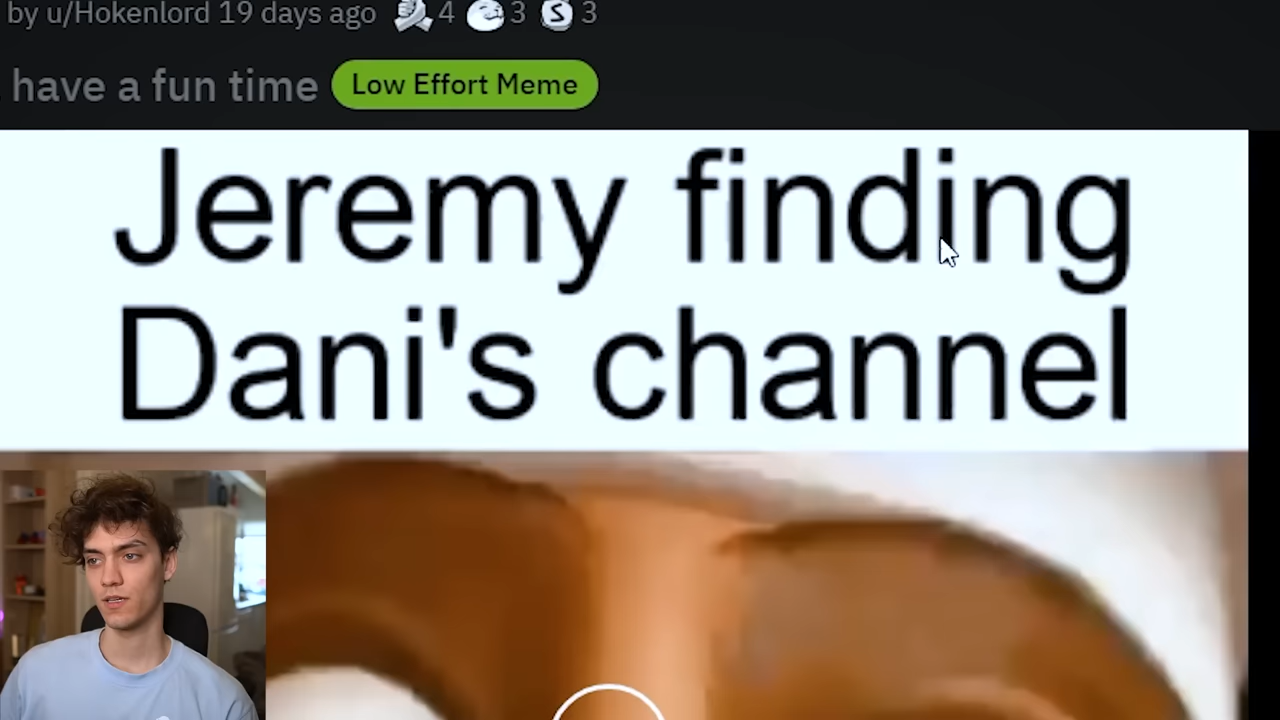 by u/Hokenlord 19 days ago 4 3 S 3
have a fun time Low Effort Meme
Jeremy finding
Dani's channel